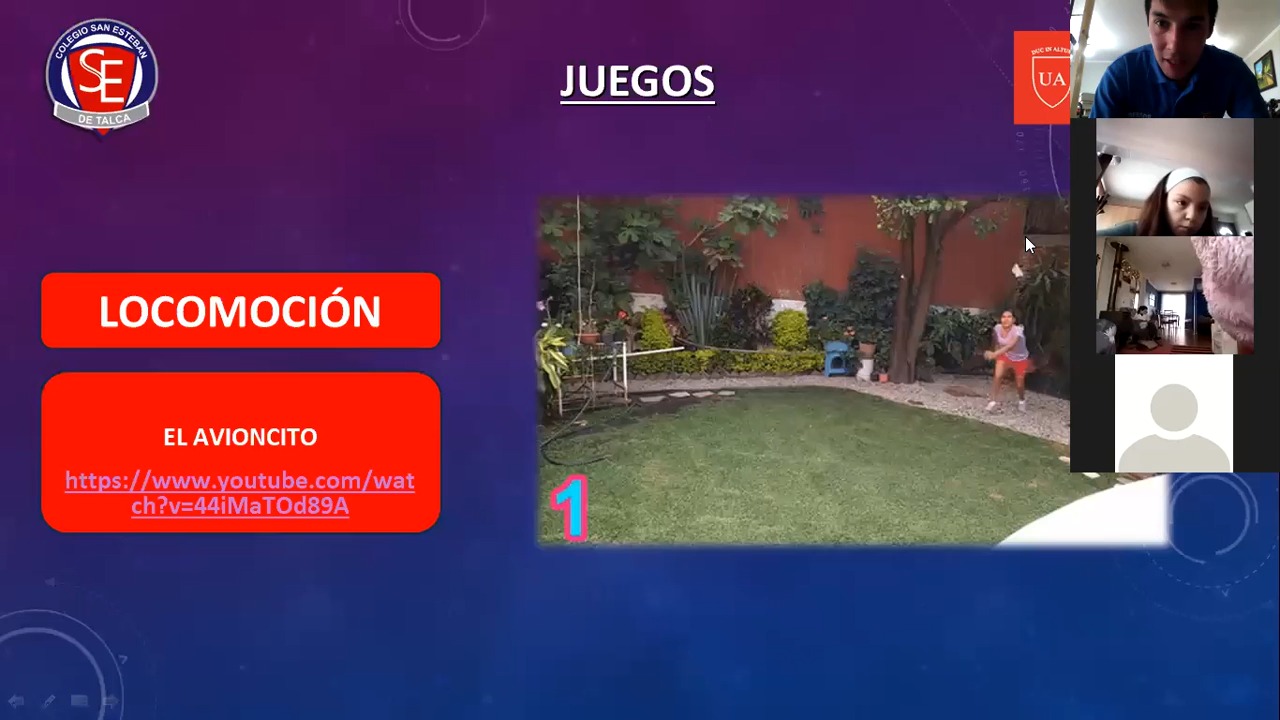 COLEGIO SAN ESTEBAN
SE
DE TALCA
JUEGOS
UA
LOCOMOCIÓN
EL AVIONCITO
https://www.youtube.com/wat
ch?v=44iMaTOd89A
1